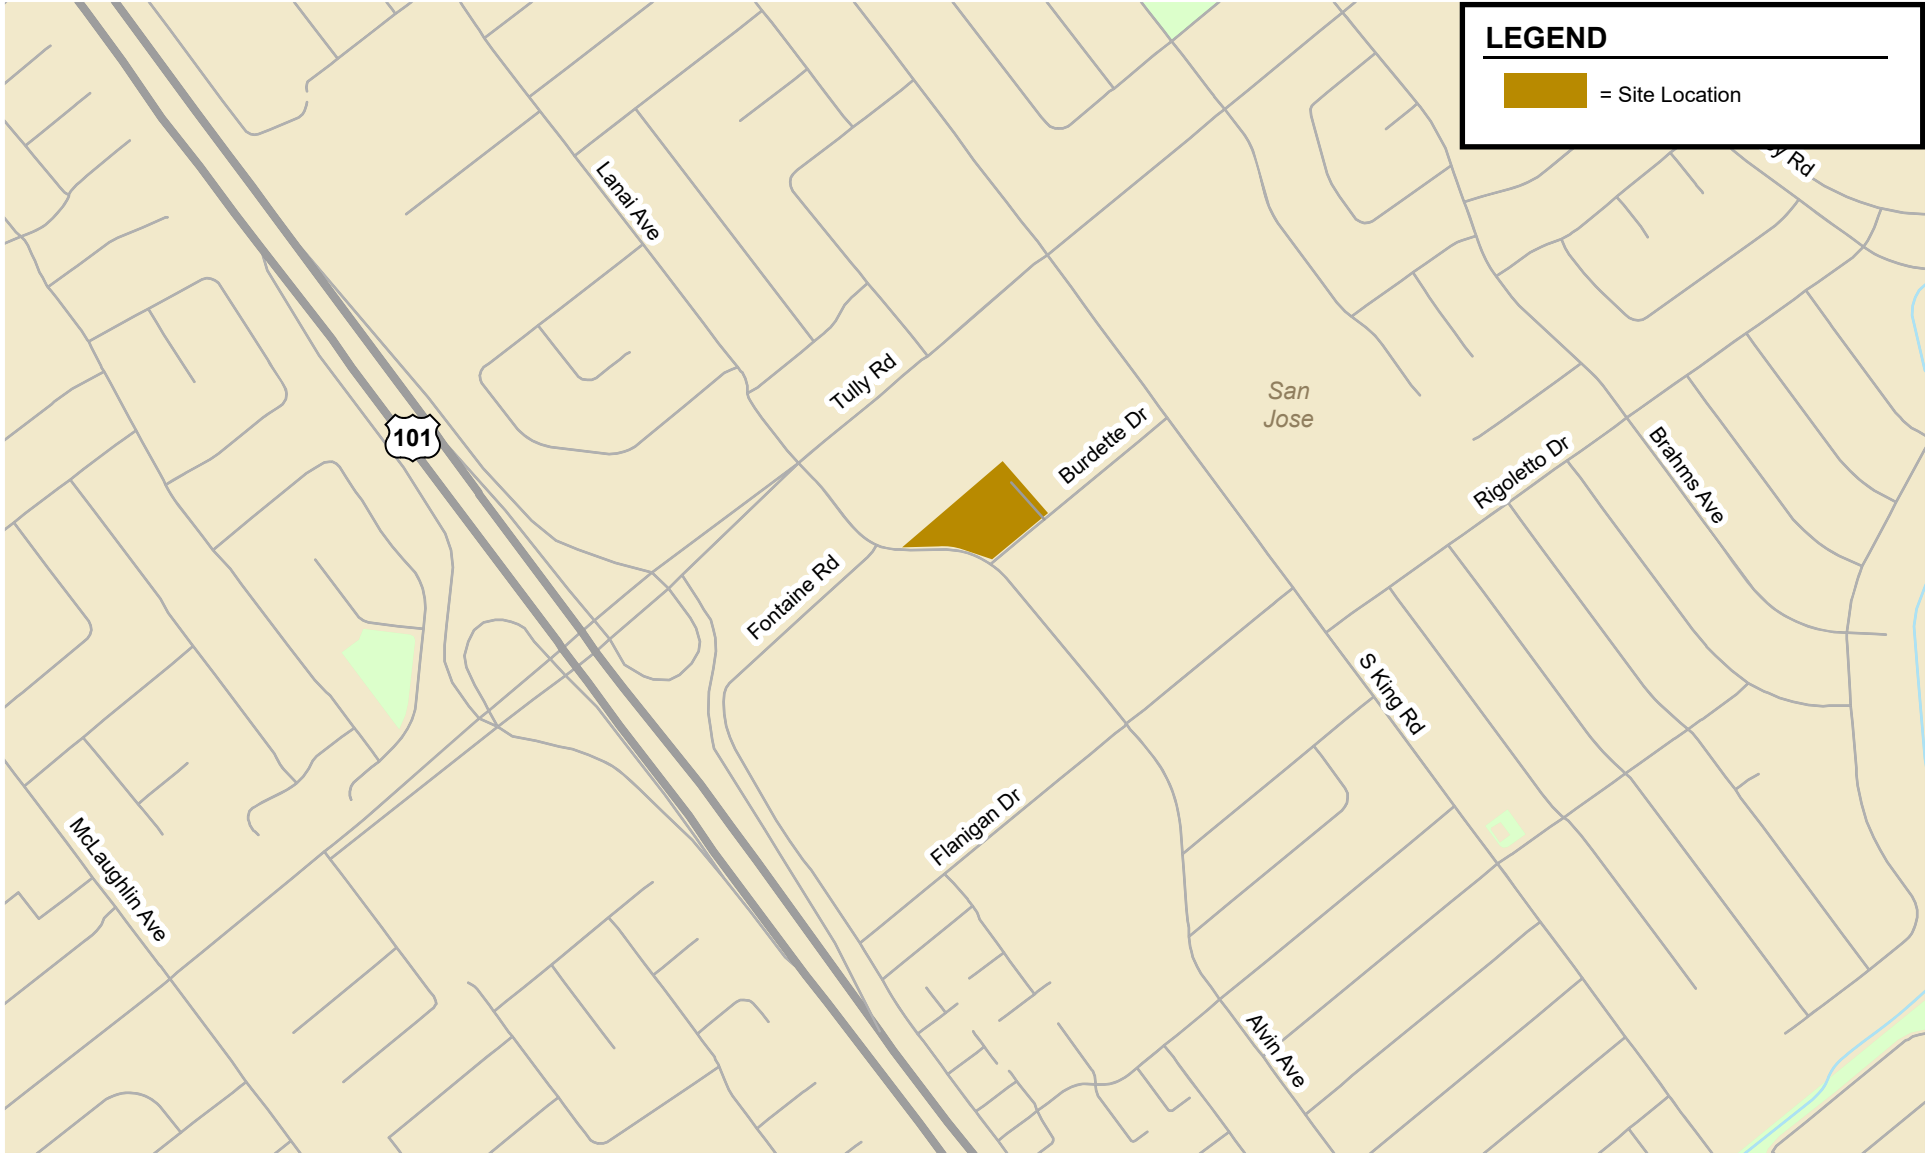 LEGEND
= Site Location
Rd
Lanai Ave
Tully Rd
San
Jose
101
Burdette Dr
Rigoletto Dr
Brahms Ave
Fontaine Rd
S King Rd
Flanigan Dr
McLaughlin Ave
Alvin Ave